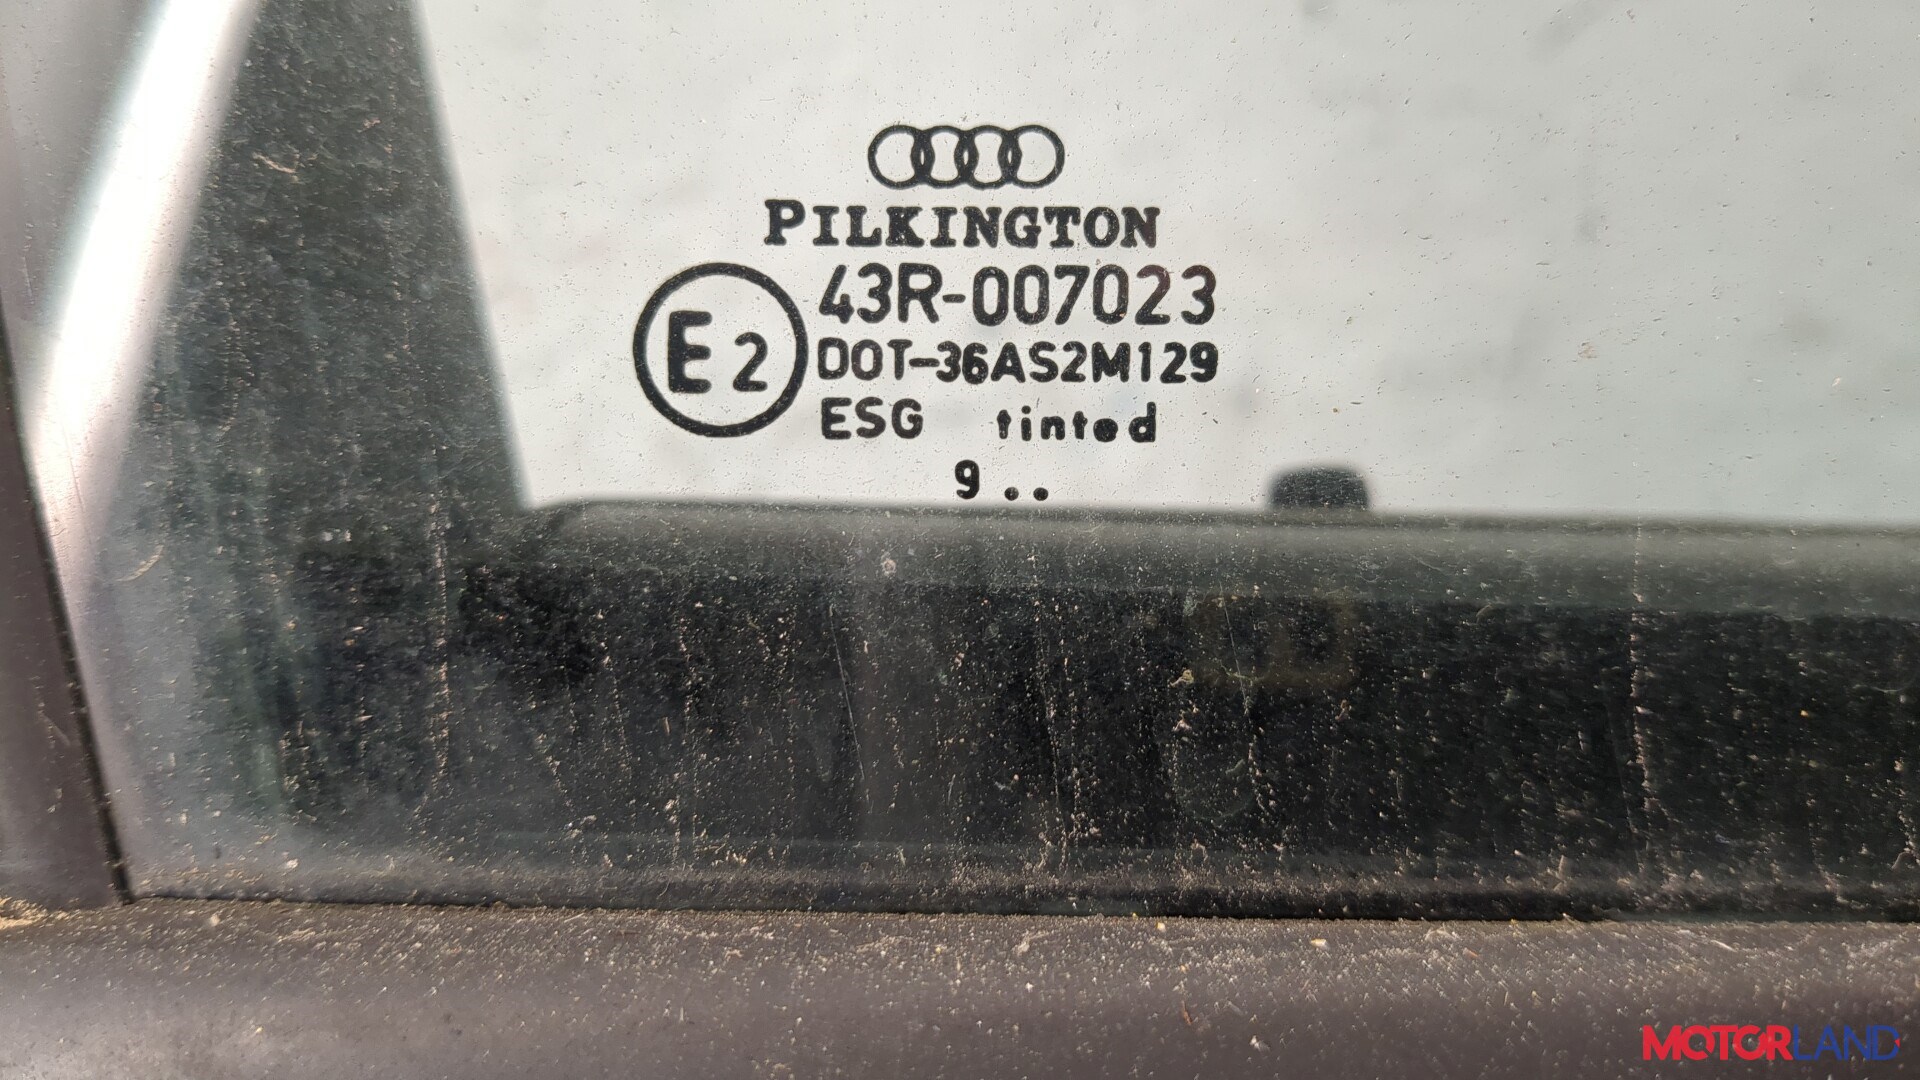 PILKINGTON
43R-007023
E2
DOT-36AS2M129
ESG tinted
9 ..
MOTORLAND